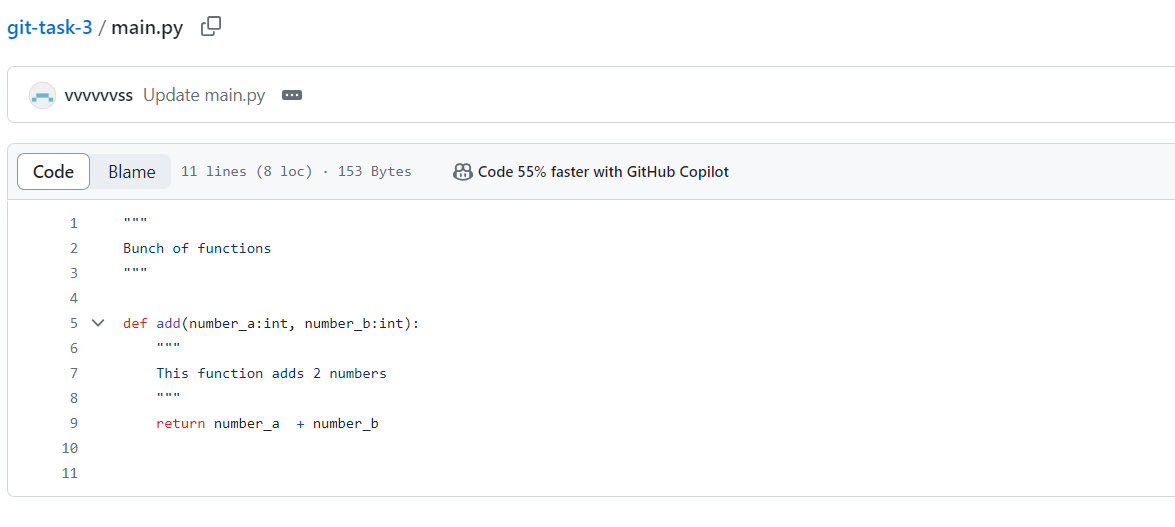 git-task-3 / main.py
vvvvvvss Update main.py
Code Blame 11 lines (8 loc) · 153 Bytes Code 55% faster with GitHub Copilot
1 """
2 Bunch of functions
3 """
4
5 def add(number_a:int, number_b:int):
6 """
7 This function adds 2 numbers
8 """
9 return number_a  + number_b
10
11